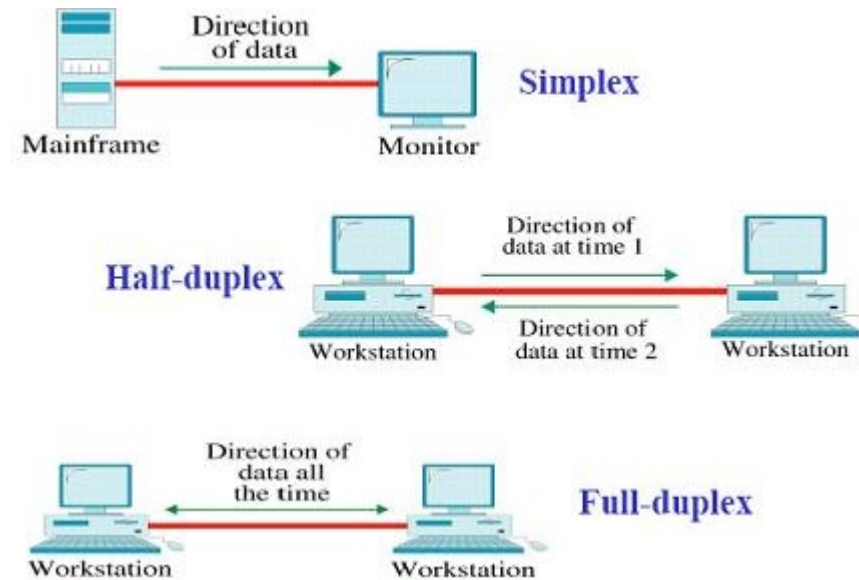 Direction
of data
Simplex
Mainframe
Monitor
Direction of
data at time 1
Half-duplex
Direction of
data at time 2
Workstation
Workstation
Direction of
data all
the time
Full-duplex
Workstation
Workstation